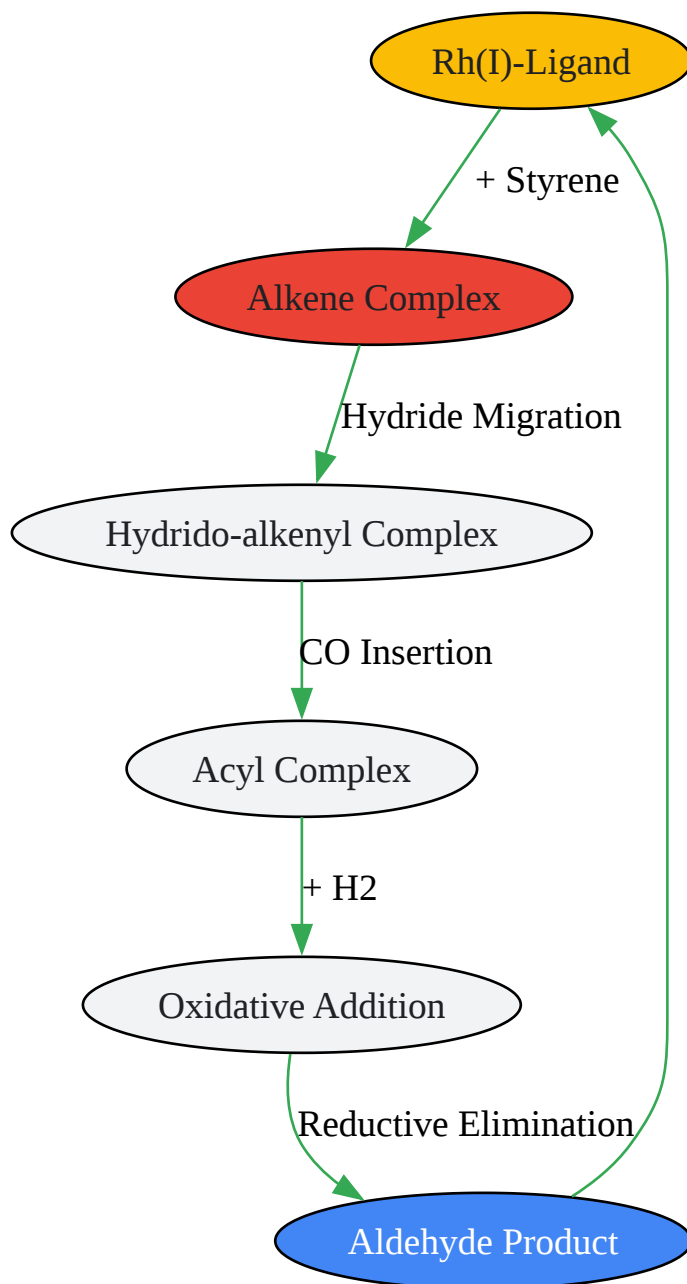 Rh(I)-Ligand
+ Styrene
Alkene Complex
Hydride Migration
Hydrido-alkenyl Complex
CO Insertion
Acyl Complex
+ H2
Oxidative Addition
Reductive Elimination
Aldehyde Product